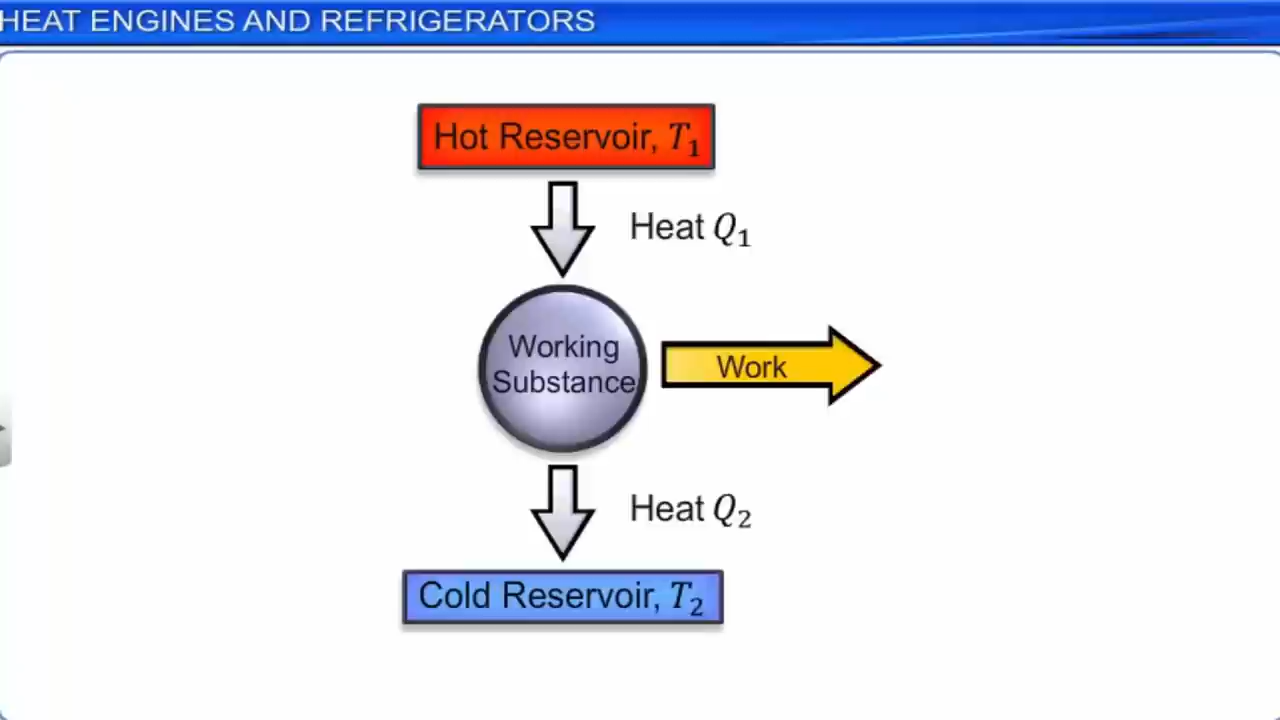 HEAT ENGINES AND REFRIGERATORS
Hot Reservoir, T₁
Heat Q₁
Working
Substance
Work
Heat Q₂
Cold Reservoir, T₂